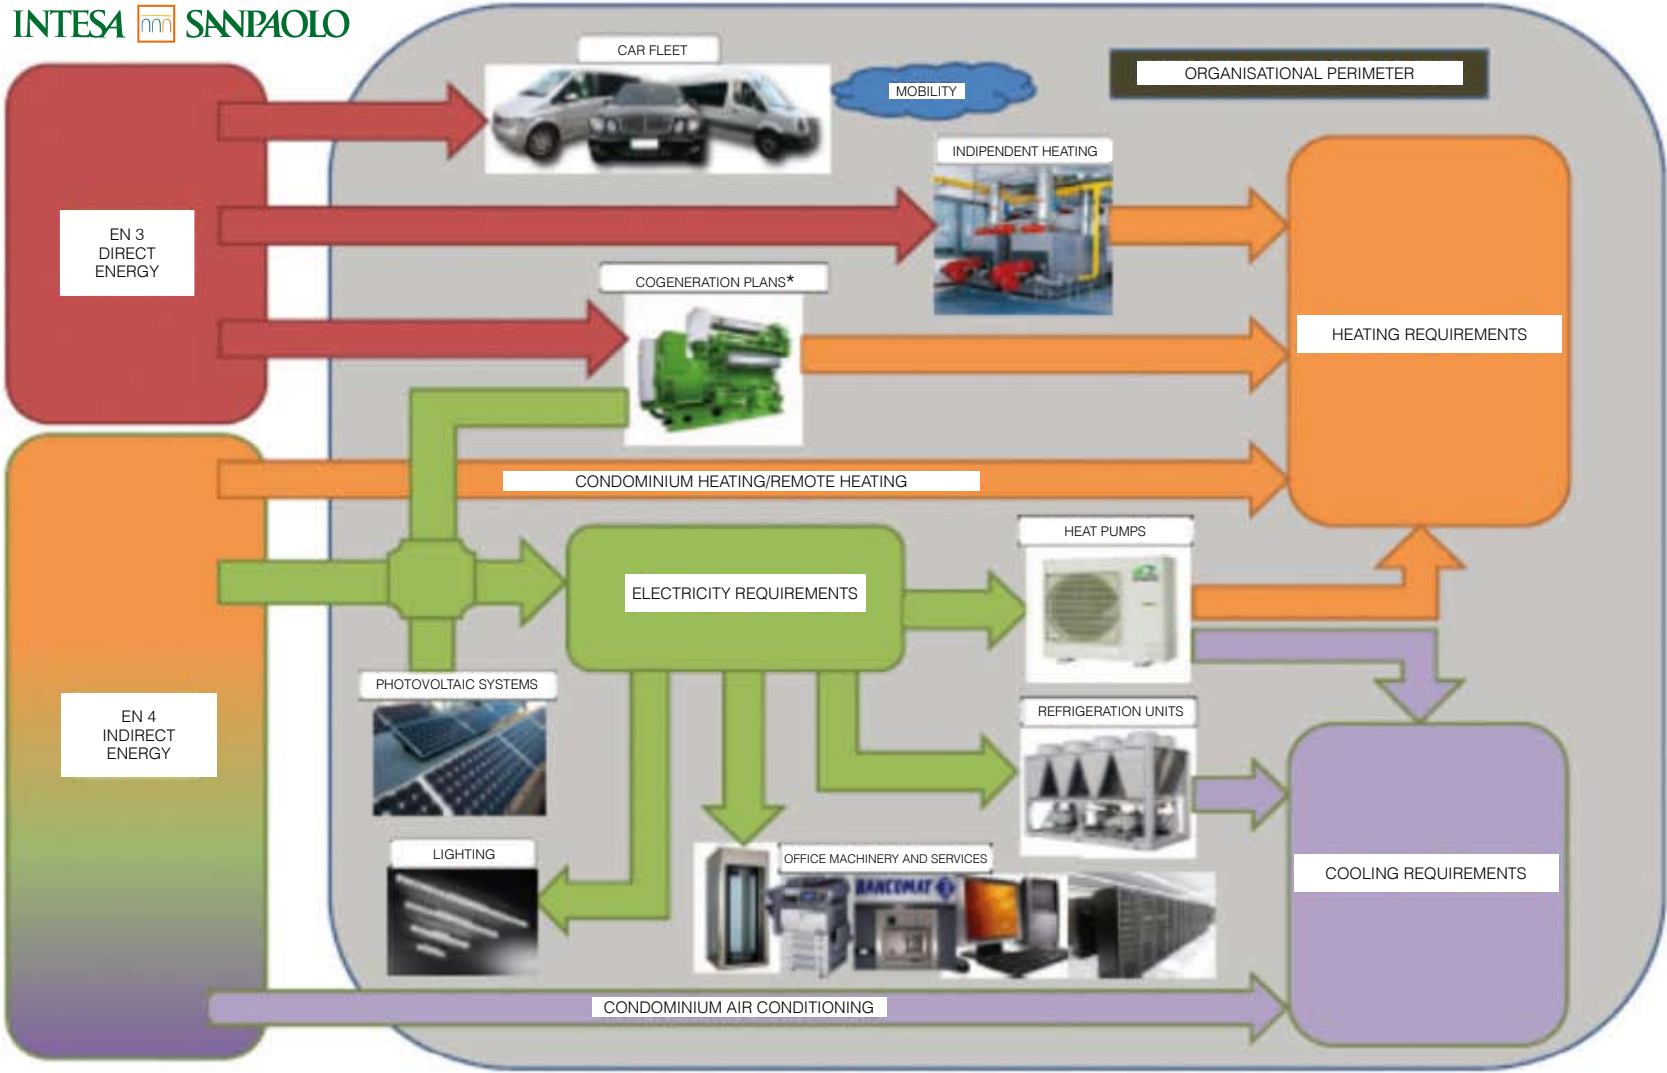 INTESA SANPAOLO
CAR FLEET
ORGANISATIONAL PERIMETER
MOBILITY
INDIPENDENT HEATING
EN 3
DIRECT
ENERGY
COGENERATION PLANS*
HEATING REQUIREMENTS
CONDOMINIUM HEATING/REMOTE HEATING
HEAT PUMPS
ELECTRICITY REQUIREMENTS
PHOTOVOLTAIC SYSTEMS
EN 4
INDIRECT
ENERGY
REFRIGERATION UNITS
LIGHTING
OFFICE MACHINERY AND SERVICES
BANCOMAT
COOLING REQUIREMENTS
CONDOMINIUM AIR CONDITIONING